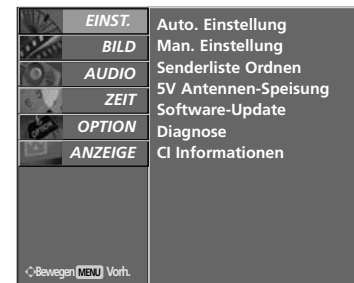 EINST.
BILD
AUDIO
ZEIT
OPTION
ANZEIGE
Auto. Einstellung
Man. Einstellung
Senderliste Ordnen
5V Antennen-Speisung
Software-Update
Diagnose
CI Informationen
Bewegen MENU Vorh.